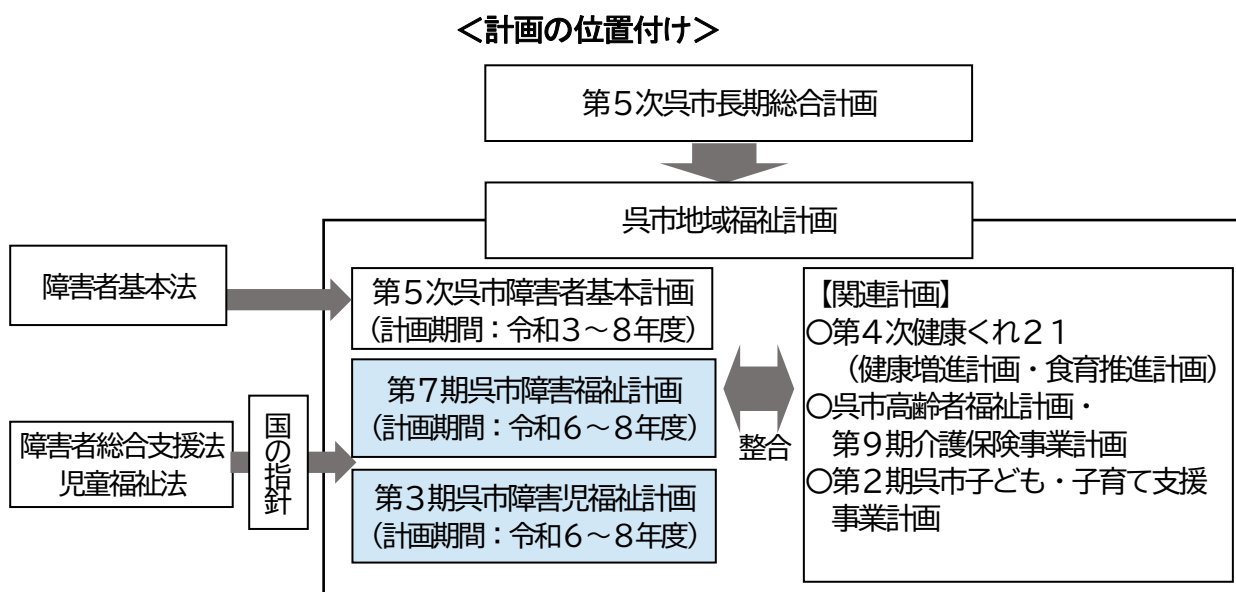 ＜計画の位置付け＞
第５次呉市長期総合計画
呉市地域福祉計画
障害者基本法
第５次呉市障害者基本計画
（計画期間：令和３～８年度）
第７期呉市障害福祉計画
（計画期間：令和６～８年度）
第３期呉市障害児福祉計画
（計画期間：令和６～８年度）
障害者総合支援法
児童福祉法
国の指針
整合
【関連計画】
○第４次健康くれ２１
（健康増進計画・食育推進計画）
○呉市高齢者福祉計画・
第９期介護保険事業計画
○第２期呉市子ども・子育て支援
事業計画